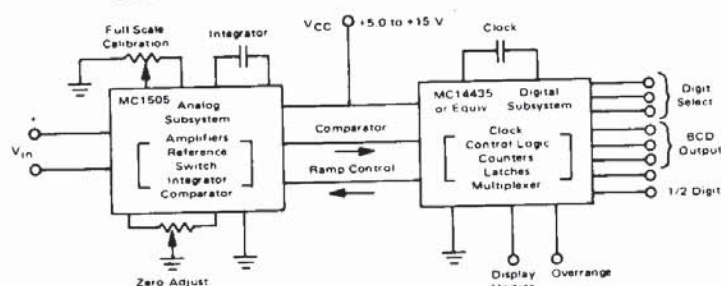 Full Scale
Calibration
Integrator
VCC
+5.0 to +15 V
Clock
MC1505
Analog
Subsystem
Amplifiers
Reference
Switch
Integrator
Comparator
+
Vin
Zero Adjust
Comparator
Ramp Control
MC14435
or Equiv
Digital
Subsystem
Clock
Control Logic
Counters
Latches
Multiplexer
Digit
Select
BCD
Output
1/2 Digit
Display
Overrange